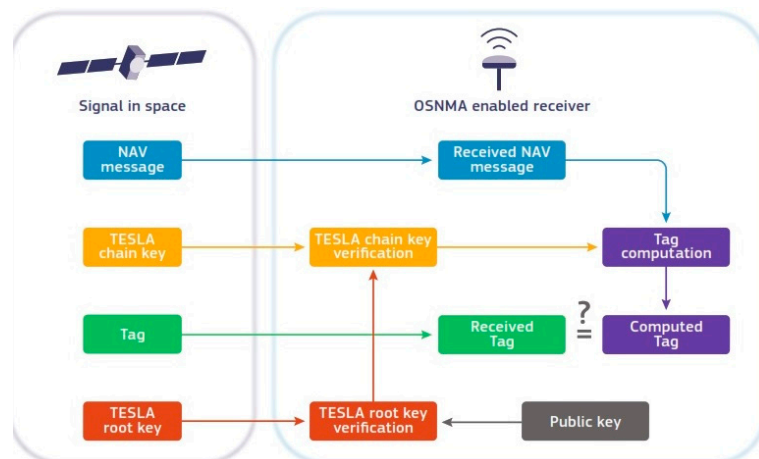 Signal in space
OSNMA enabled receiver
NAV
message
Received NAV
message
TESLA
chain key
TESLA chain key
verification
Tag
computation
Tag
Received
Tag
?
=
Computed
Tag
TESLA
root key
TESLA root key
verification
Public key